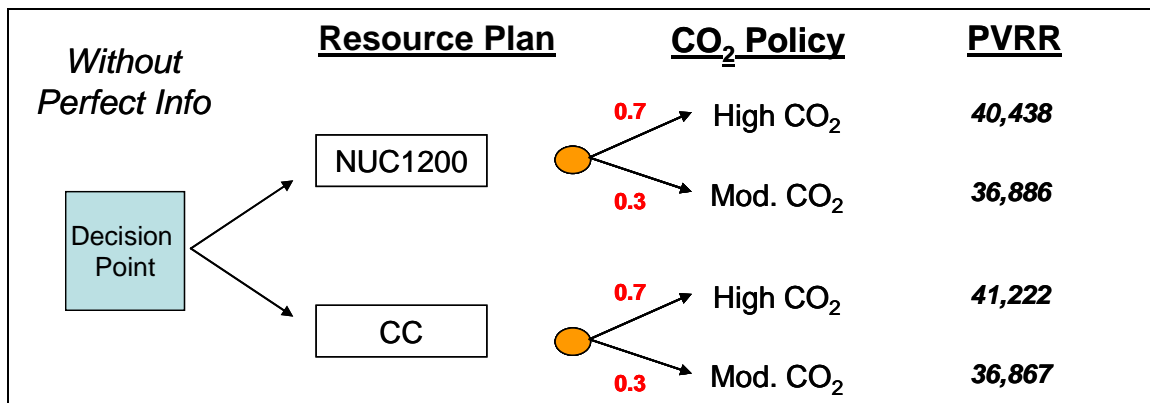 Without
Perfect Info
Resource Plan
CO₂ Policy
PVRR
NUC1200
0.7
High CO₂
40,438
0.3
Mod. CO₂
36,886
Decision
Point
CC
0.7
High CO₂
41,222
0.3
Mod. CO₂
36,867